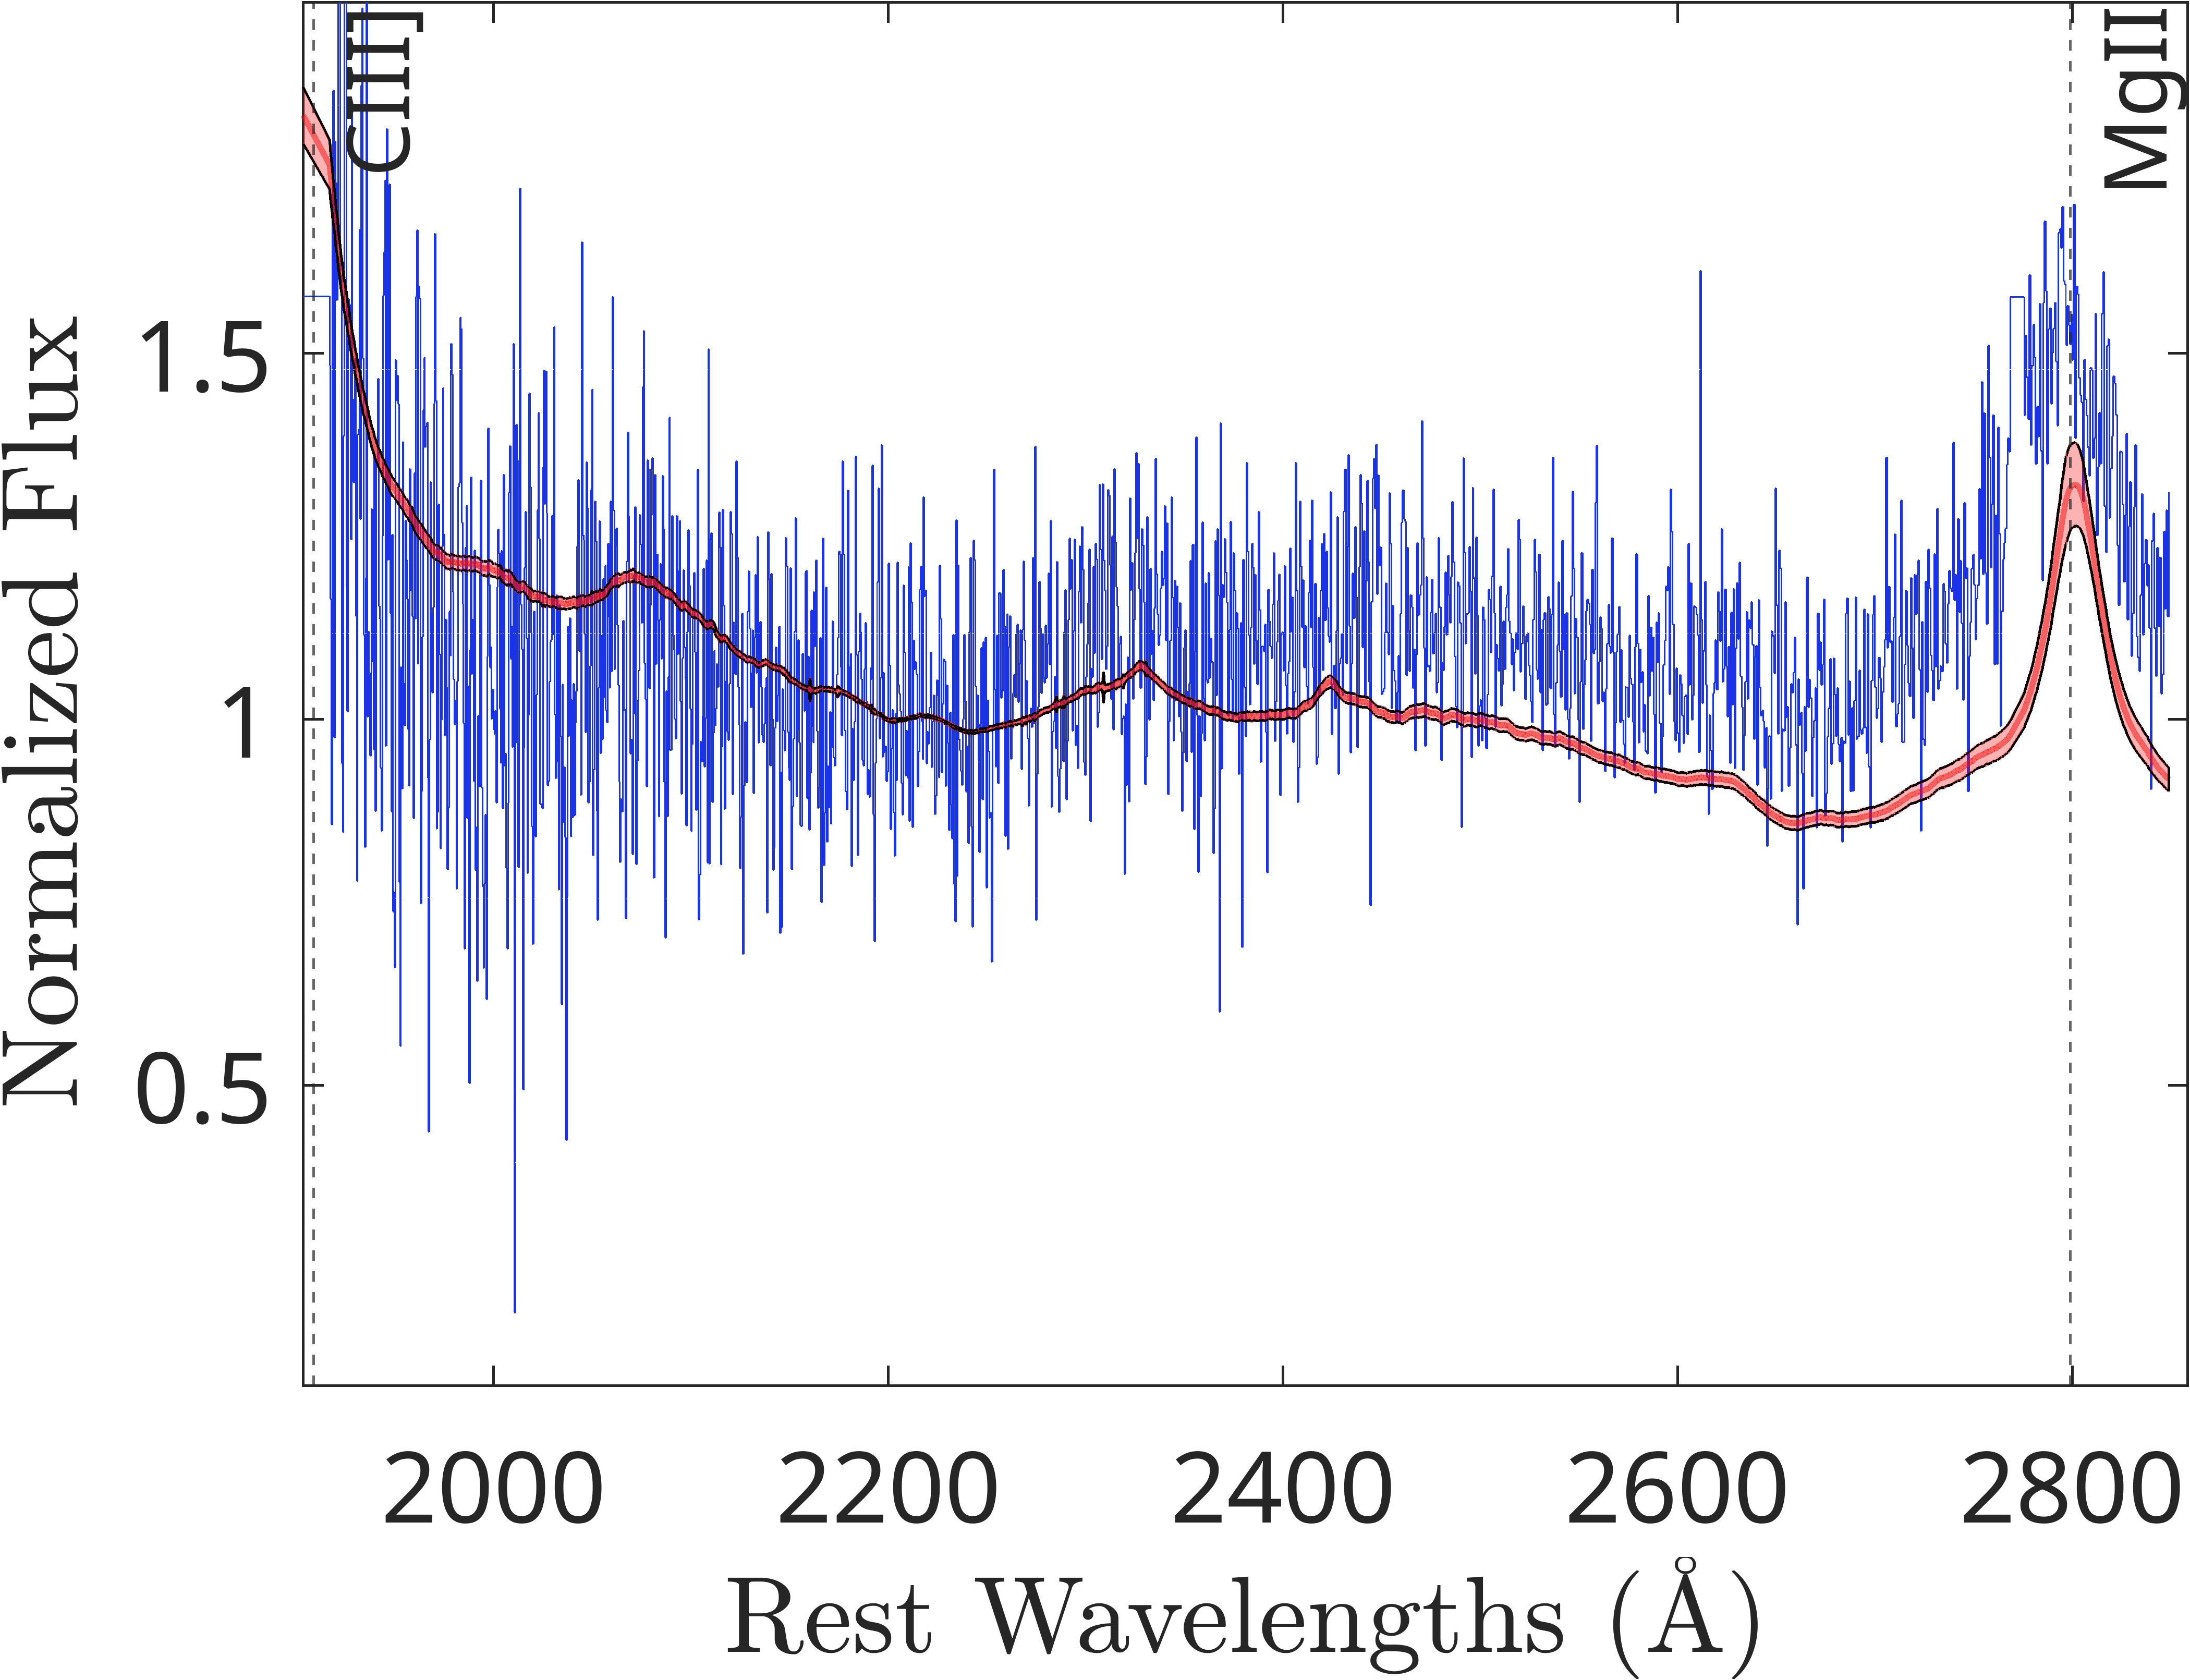 CIII]
MgII
Normalized Flux
1.5
1
0.5
2000 2200 2400 2600 2800
Rest Wavelengths (Å)